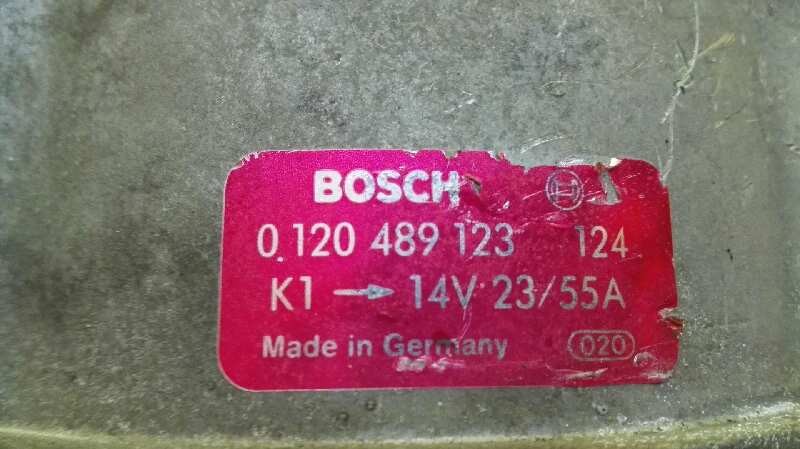 BOSCH
0 120 489 123 124
K1 → 14V 23/55A
Made in Germany 020